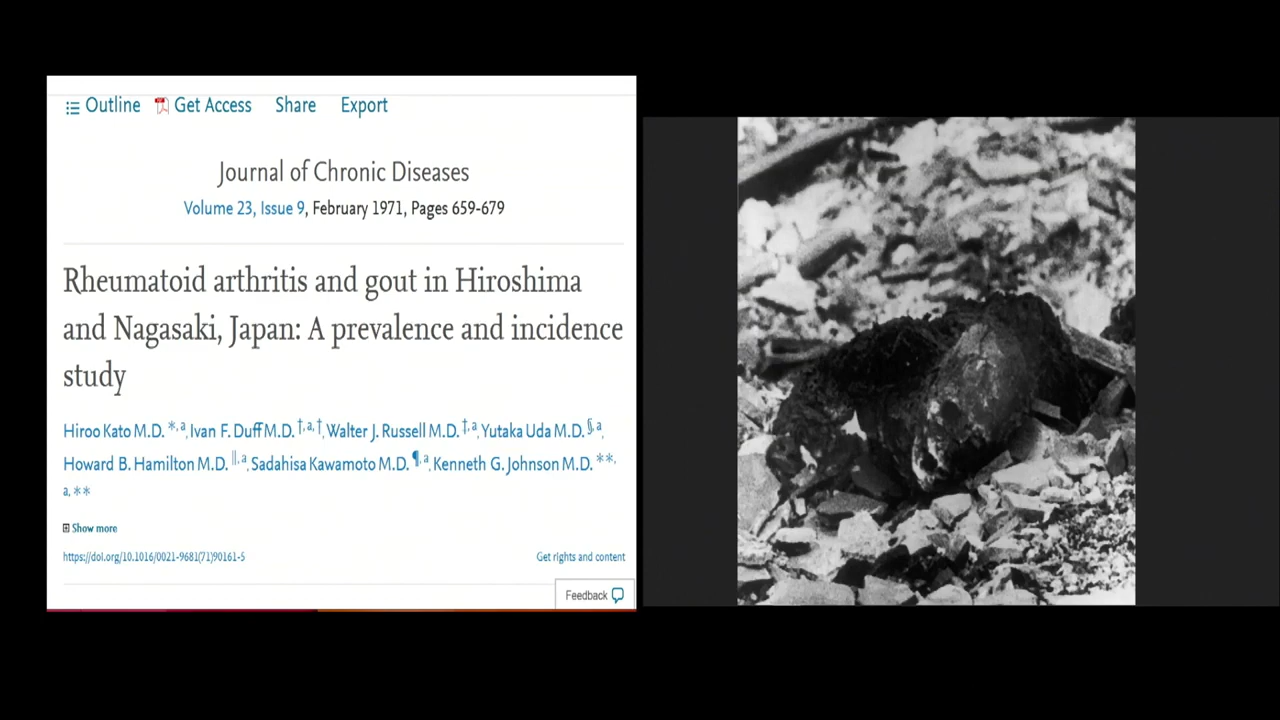 Outline Get Access Share Export
Journal of Chronic Diseases
Volume 23, Issue 9, February 1971, Pages 659-679
Rheumatoid arthritis and gout in Hiroshima
and Nagasaki, Japan: A prevalence and incidence
study
Hiroo Kato M.D. *, a, Ivan F. Duff M.D. †, a, †, Walter J. Russell M.D. ‡, a, Yutaka Uda M.D. §, a,
Howard B. Hamilton M.D. ||, a, Sadahisa Kawamoto M.D. ¶, a, Kenneth G. Johnson M.D. **,
a, **
Show more
https://doi.org/10.1016/0021-9681(71)90161-5 Get rights and content
Feedback